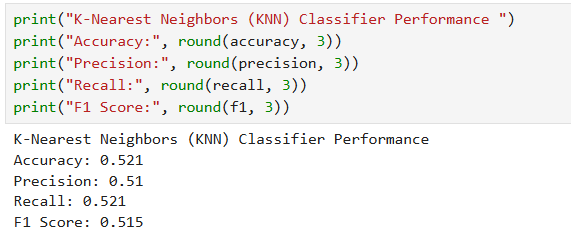 print("K-Nearest Neighbors (KNN) Classifier Performance ")
print("Accuracy:", round(accuracy, 3))
print("Precision:", round(precision, 3))
print("Recall:", round(recall, 3))
print("F1 Score:", round(f1, 3))
K-Nearest Neighbors (KNN) Classifier Performance
Accuracy: 0.521
Precision: 0.51
Recall: 0.521
F1 Score: 0.515